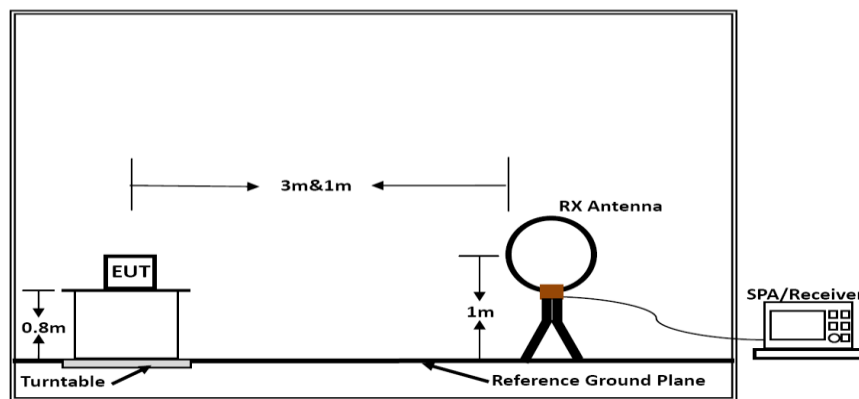 3m&1m
RX Antenna
EUT
SPA/Receiver
0.8m
1m
Turntable
Reference Ground Plane